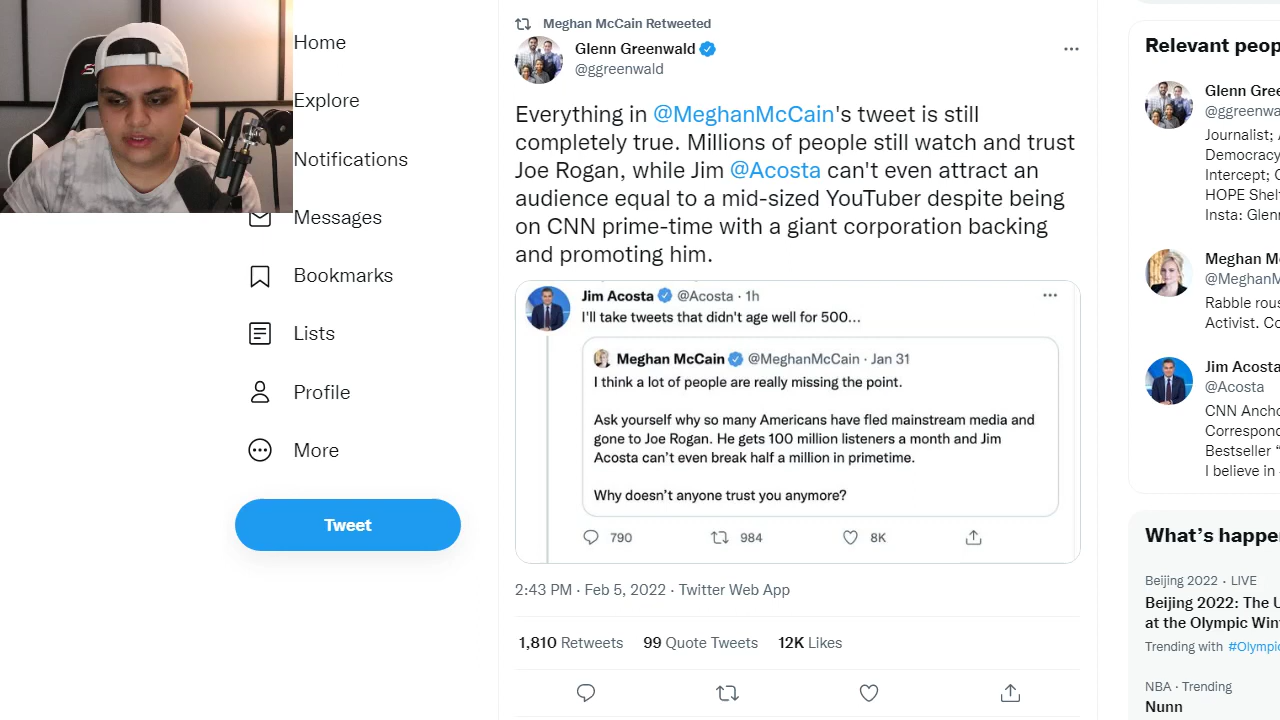 Home
Explore
Notifications
Messages
Bookmarks
Lists
Profile
More
Tweet
Meghan McCain Retweeted
Glenn Greenwald
@ggreenwald
Everything in @MeghanMcCain's tweet is still
completely true. Millions of people still watch and trust
Joe Rogan, while Jim @Acosta can't even attract an
audience equal to a mid-sized YouTuber despite being
on CNN prime-time with a giant corporation backing
and promoting him.
Jim Acosta @Acosta · 1h
I'll take tweets that didn't age well for 500...
Meghan McCain @MeghanMcCain · Jan 31
I think a lot of people are really missing the point.
Ask yourself why so many Americans have fled mainstream media and
gone to Joe Rogan. He gets 100 million listeners a month and Jim
Acosta can't even break half a million in primetime.
Why doesn't anyone trust you anymore?
790 984 8K
2:43 PM · Feb 5, 2022 · Twitter Web App
1,810 Retweets 99 Quote Tweets 12K Likes
Relevant peop
Glenn Gree
@ggreenwa
Journalist; A
Democracy
Intercept; C
HOPE Shelt
Insta: Glenn
Meghan M
@MeghanM
Rabble rous
Activist. Co
Jim Acosta
@Acosta
CNN Ancho
Correspond
Bestseller "
I believe in
What's happe
Beijing 2022 · LIVE
Beijing 2022: The U
at the Olympic Win
Trending with #Olympic
NBA · Trending
Nunn